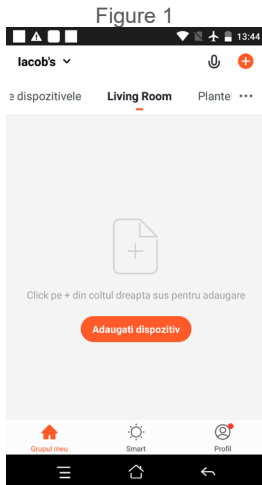 Figure 1
13:44
Iacob's
e dispozitivele Living Room Plante
Click pe + din coltul dreapta sus pentru adaugare
Adaugati dispozitiv
Grupul meu Smart Profil